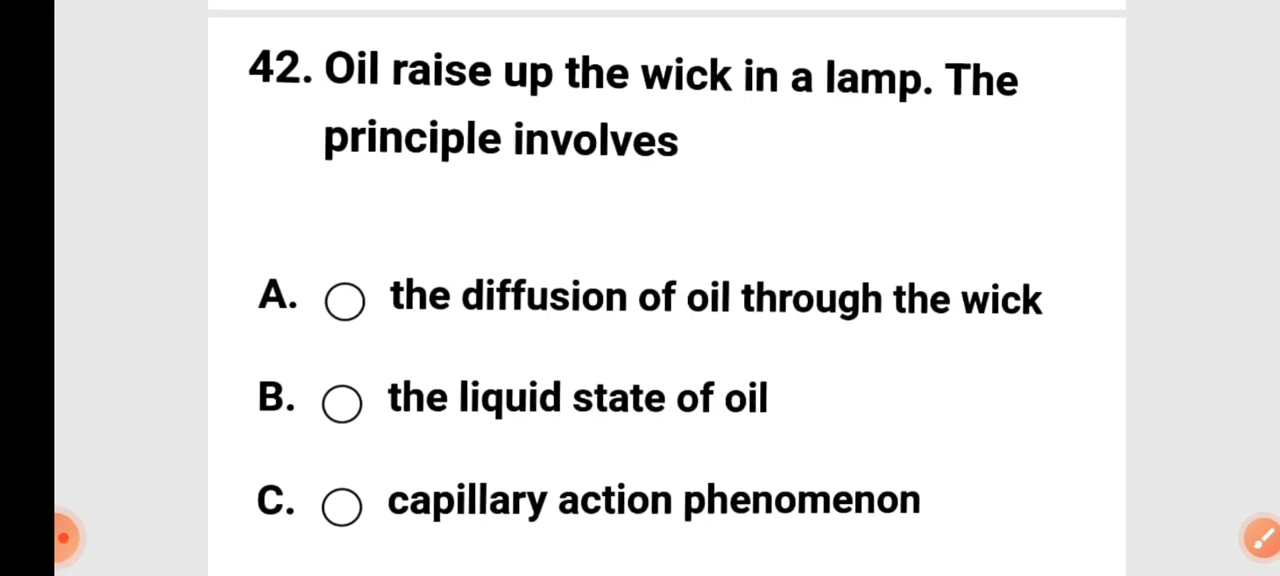 42. Oil raise up the wick in a lamp. The
principle involves
A. the diffusion of oil through the wick
B. the liquid state of oil
C. capillary action phenomenon